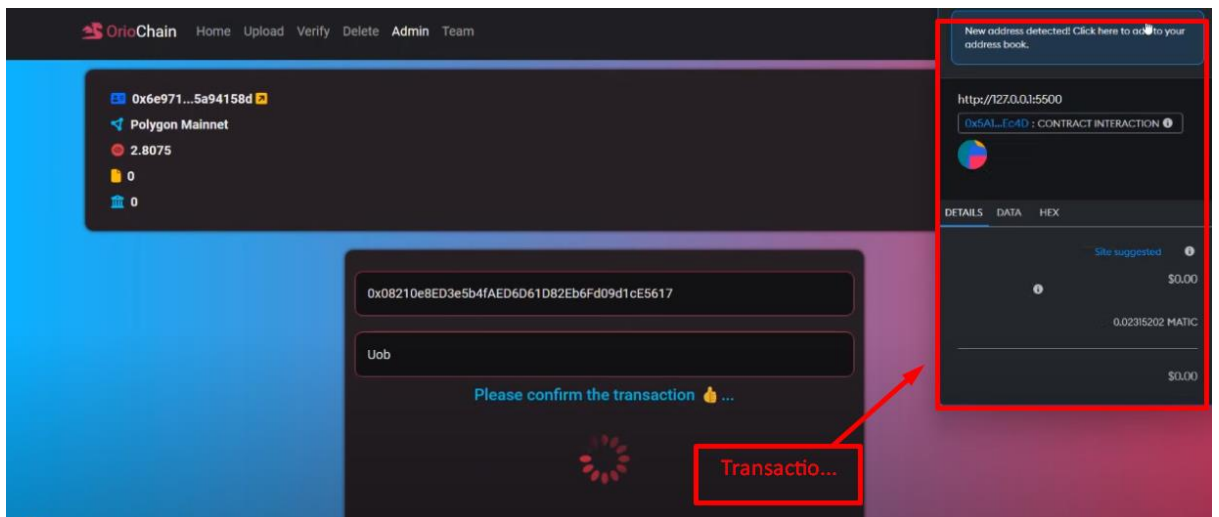 OrioChain Home Upload Verify Delete Admin Team
0x6e971...5a94158d
Polygon Mainnet
2.8075
0
0
0x08210e8ED3e5b4fAED6D61D82Eb6Fd09d1cE5617
Uob
Please confirm the transaction 👍 ...
Transactio...
New address detected! Click here to add to your
address book.
http://127.0.0.1:5500
0x5A1...Ec4D : CONTRACT INTERACTION
DETAILS DATA HEX
Site suggested
$0.00
0.02315202 MATIC
$0.00